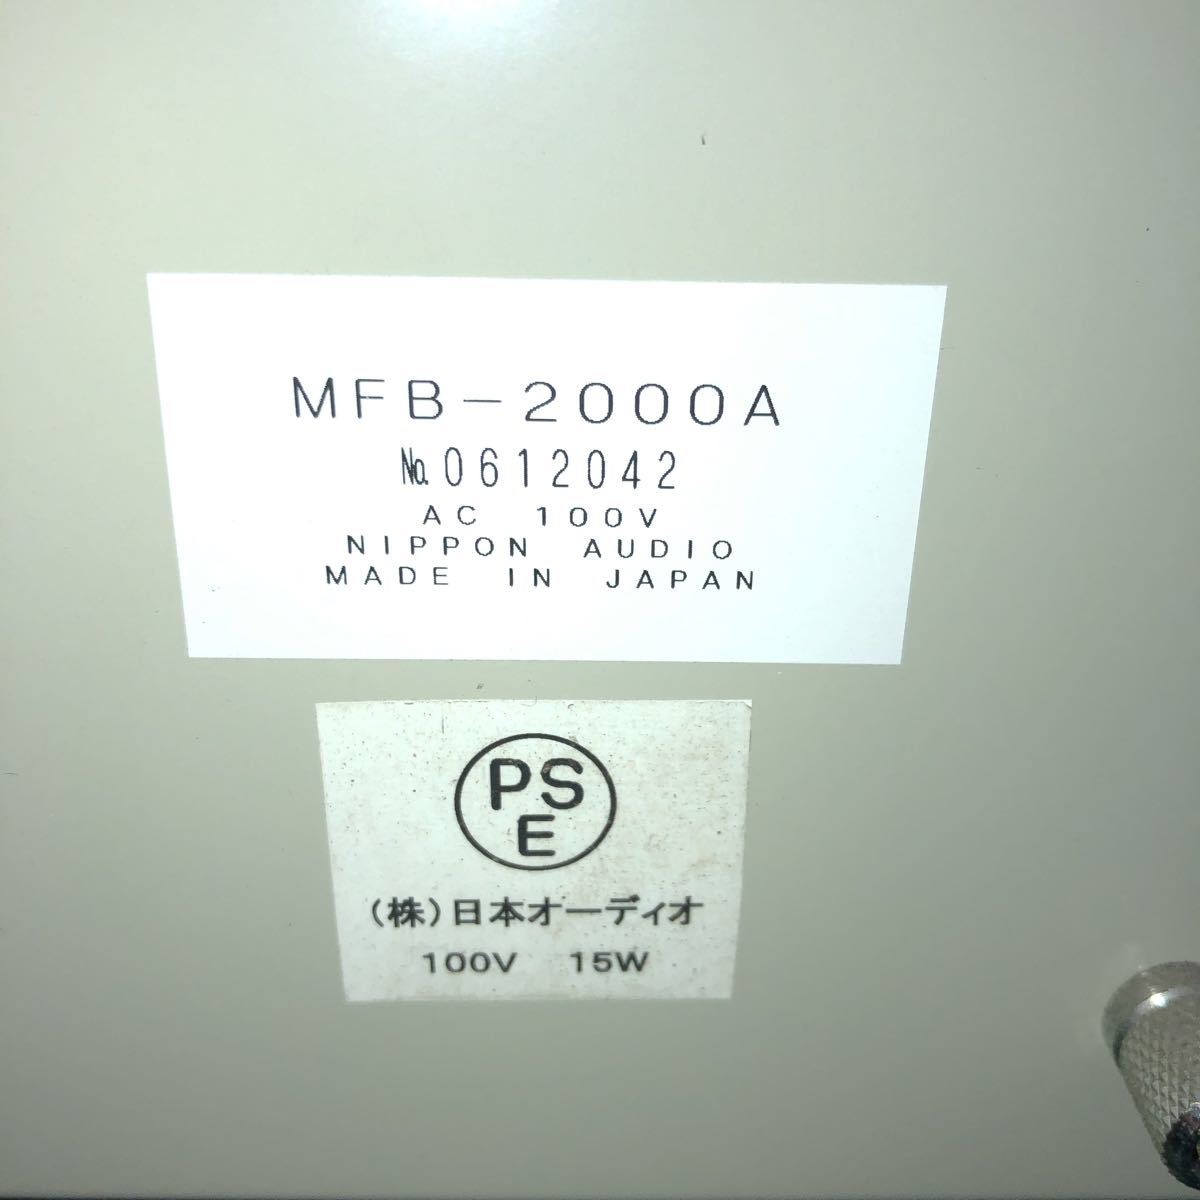 MFB-2000A
№0612042
AC 100V
NIPPON AUDIO
MADE IN JAPAN
PS
E
(株)日本オーディオ
100V 15W